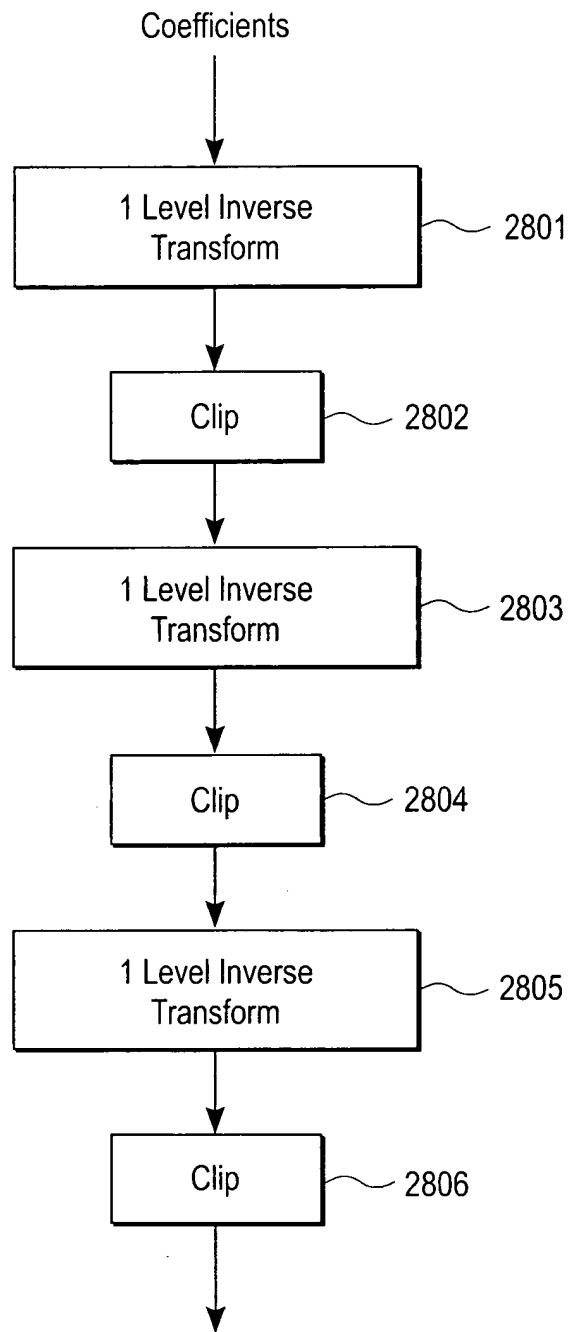 Coefficients
1 Level Inverse
Transform
2801
Clip
2802
1 Level Inverse
Transform
2803
Clip
2804
1 Level Inverse
Transform
2805
Clip
2806